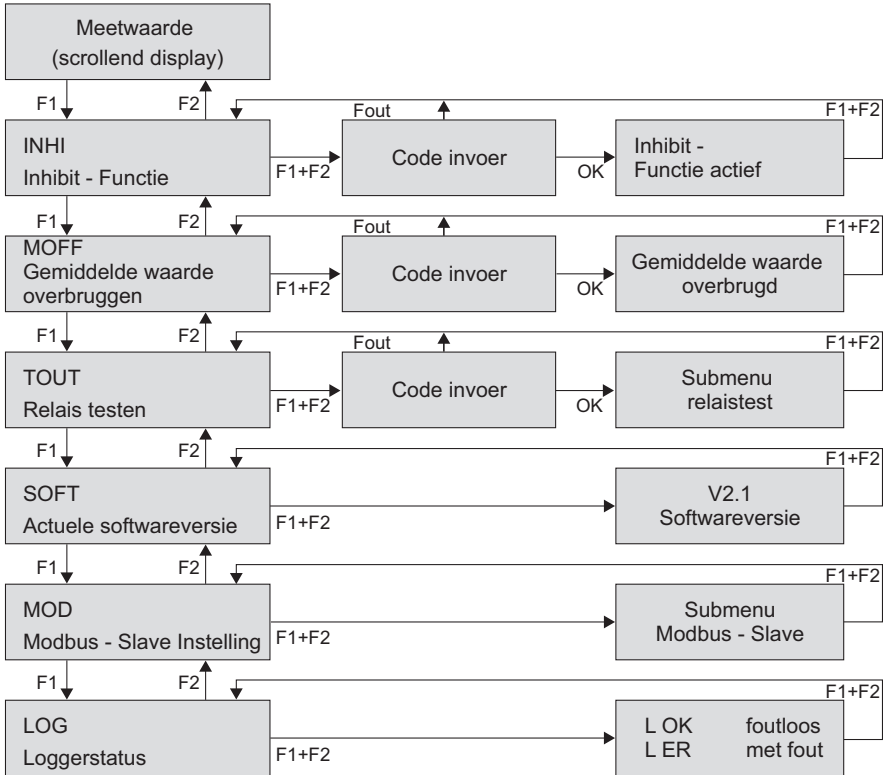 Meetwaarde
(scrollend display)
F1
F2
Fout
F1+F2
INHI
Inhibit - Functie
F1+F2
Code invoer
OK
Inhibit -
Functie actief
F1
F2
Fout
F1+F2
MOFF
Gemiddelde waarde
overbruggen
F1+F2
Code invoer
OK
Gemiddelde waarde
overbrugd
F1
F2
Fout
F1+F2
TOUT
Relais testen
F1+F2
Code invoer
OK
Submenu
relaistest
F1
F2
F1+F2
SOFT
Actuele softwareversie
F1+F2
V2.1
Softwareversie
F1
F2
F1+F2
MOD
Modbus - Slave Instelling
F1+F2
Submenu
Modbus - Slave
F1
F2
F1+F2
LOG
Loggerstatus
F1+F2
L OK foutloos
L ER met fout